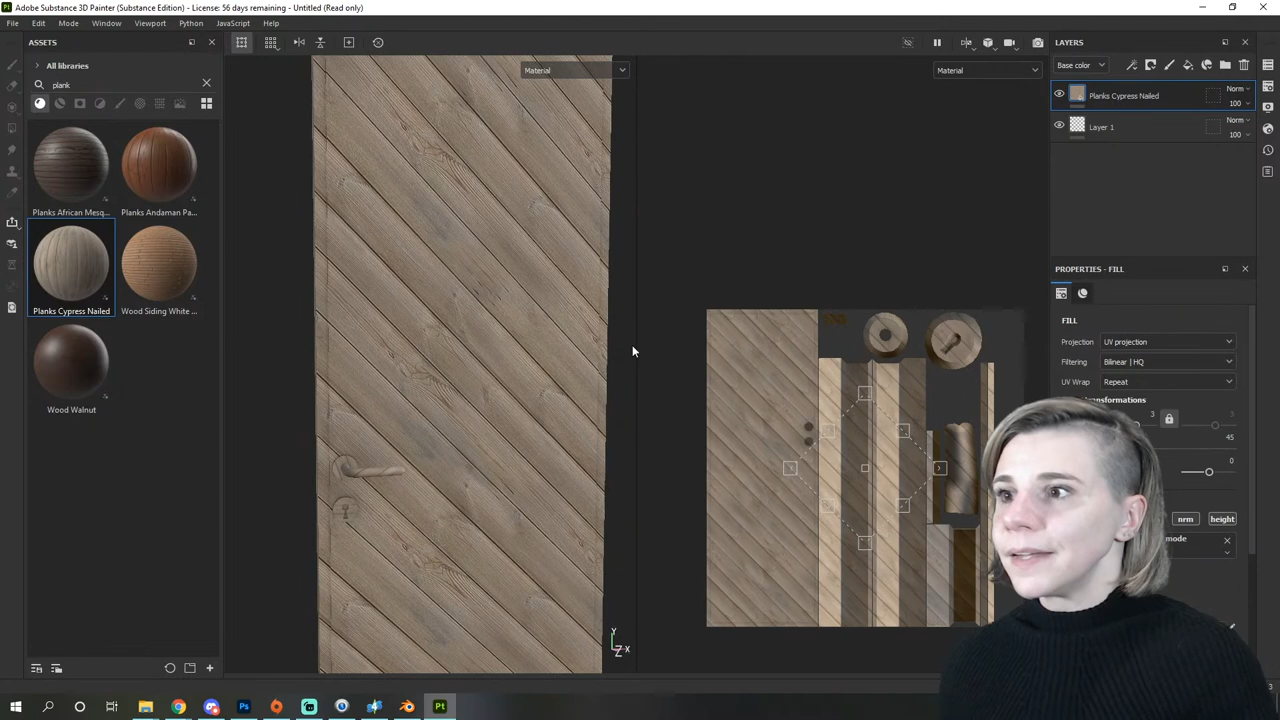 Adobe Substance 3D Painter (Substance Edition) - License: 56 days remaining - Untitled (Read only)
File Edit Mode Window Viewport Python JavaScript Help
ASSETS
All libraries
plank
Planks African Mesq...
Planks Andaman Pa...
Planks Cypress Nailed
Wood Siding White ...
Wood Walnut
Material
Material
Y
Z X
LAYERS
Base color
Planks Cypress Nailed
Norm
100
Layer 1
Norm
100
PROPERTIES - FILL
FILL
Projection UV projection
Filtering Bilinear | HQ
UV Wrap Repeat
transformations
3
3
45
0
nrm height
mode